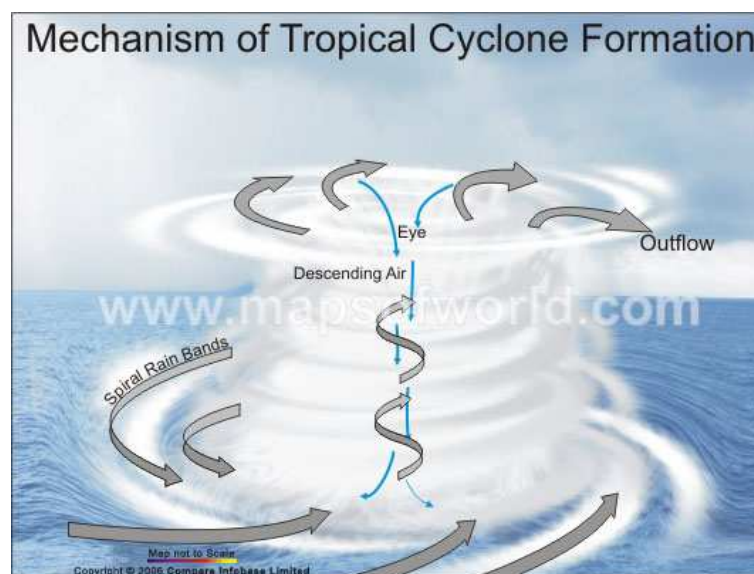 Mechanism of Tropical Cyclone Formation
Eye
Outflow
Descending Air
www.mapsofworld.com
Spiral Rain Bands
Map not to Scale
Copyright © 2006 Compare Infobase Limited